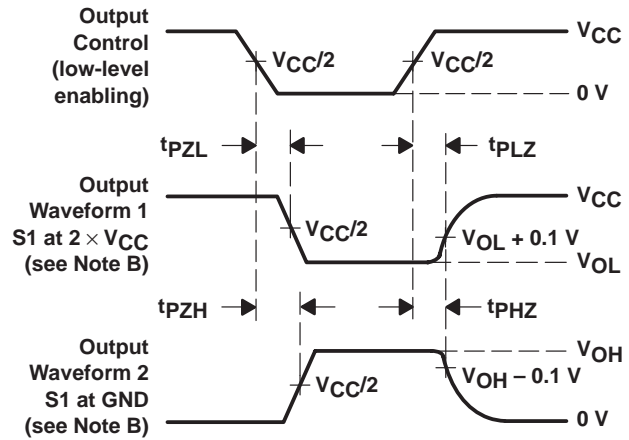 Output
Control
(low-level
enabling)
VCC/2
VCC/2
VCC
0 V
tPZL
tPLZ
Output
Waveform 1
S1 at 2 × VCC
(see Note B)
VCC/2
VCC
VOL + 0.1 V
VOL
tPZH
tPHZ
Output
Waveform 2
S1 at GND
(see Note B)
VCC/2
VOH
VOH – 0.1 V
0 V